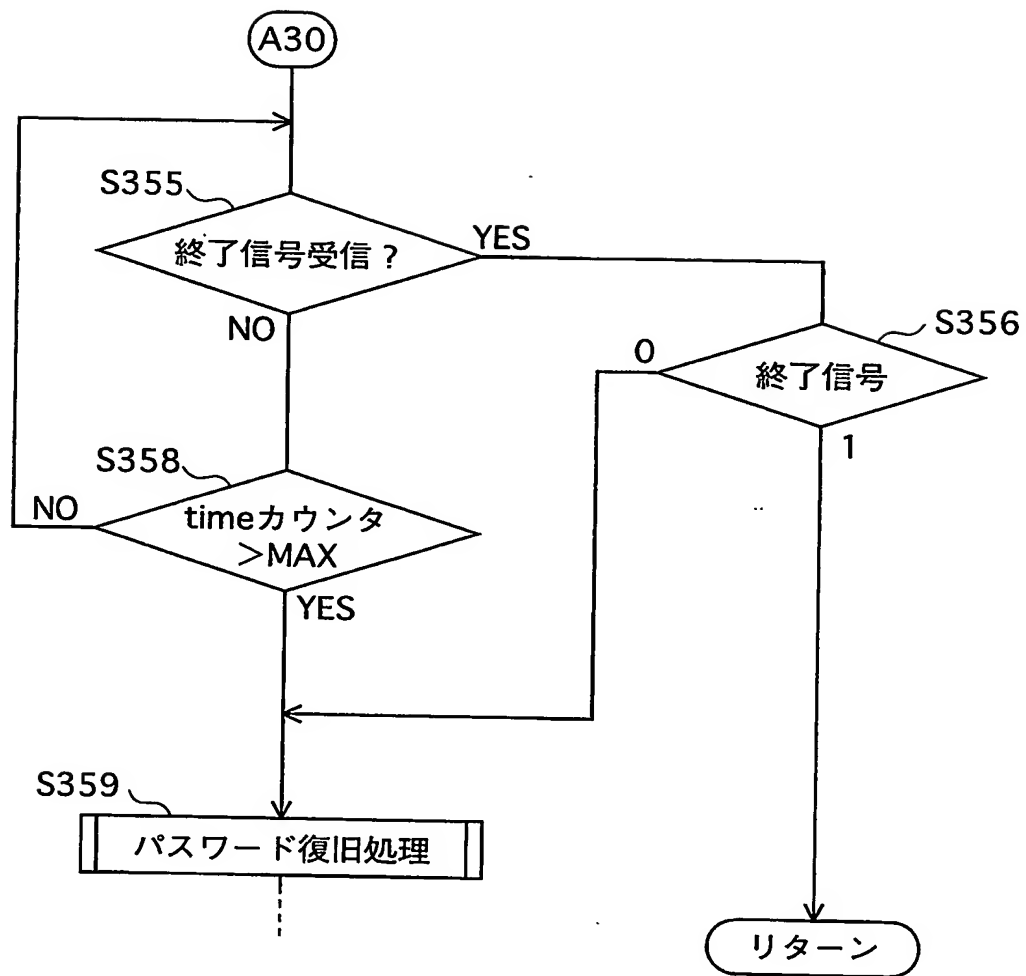 A30
S355
終了信号受信?
YES
NO
S356
0
終了信号
1
S358
NO
timeカウンタ
>MAX
YES
S359
パスワード復旧処理
リターン